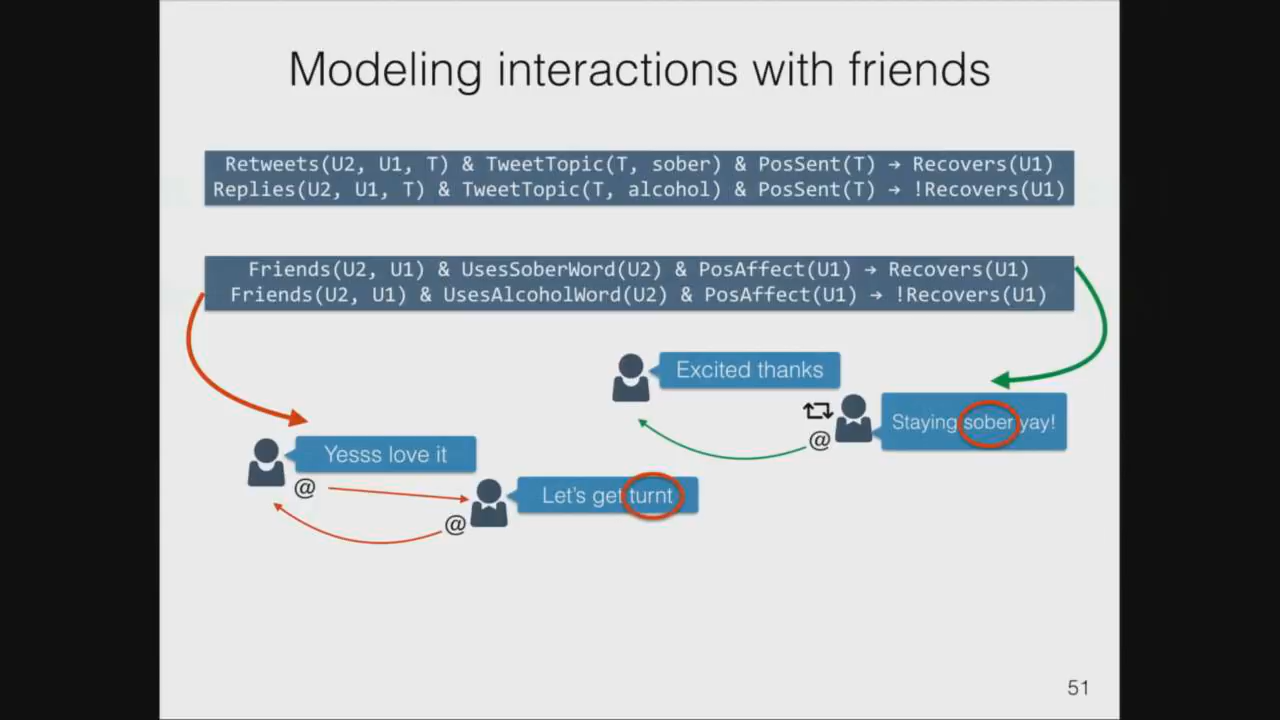 Modeling interactions with friends
Retweets(U2, U1, T) & TweetTopic(T, sober) & PosSent(T) → Recovers(U1)
Replies(U2, U1, T) & TweetTopic(T, alcohol) & PosSent(T) → !Recovers(U1)
Friends(U2, U1) & UsesSoberWord(U2) & PosAffect(U1) → Recovers(U1)
Friends(U2, U1) & UsesAlcoholWord(U2) & PosAffect(U1) → !Recovers(U1)
Excited thanks
Staying sober yay!
@
Yesss love it
@
Let's get turnt
@
51